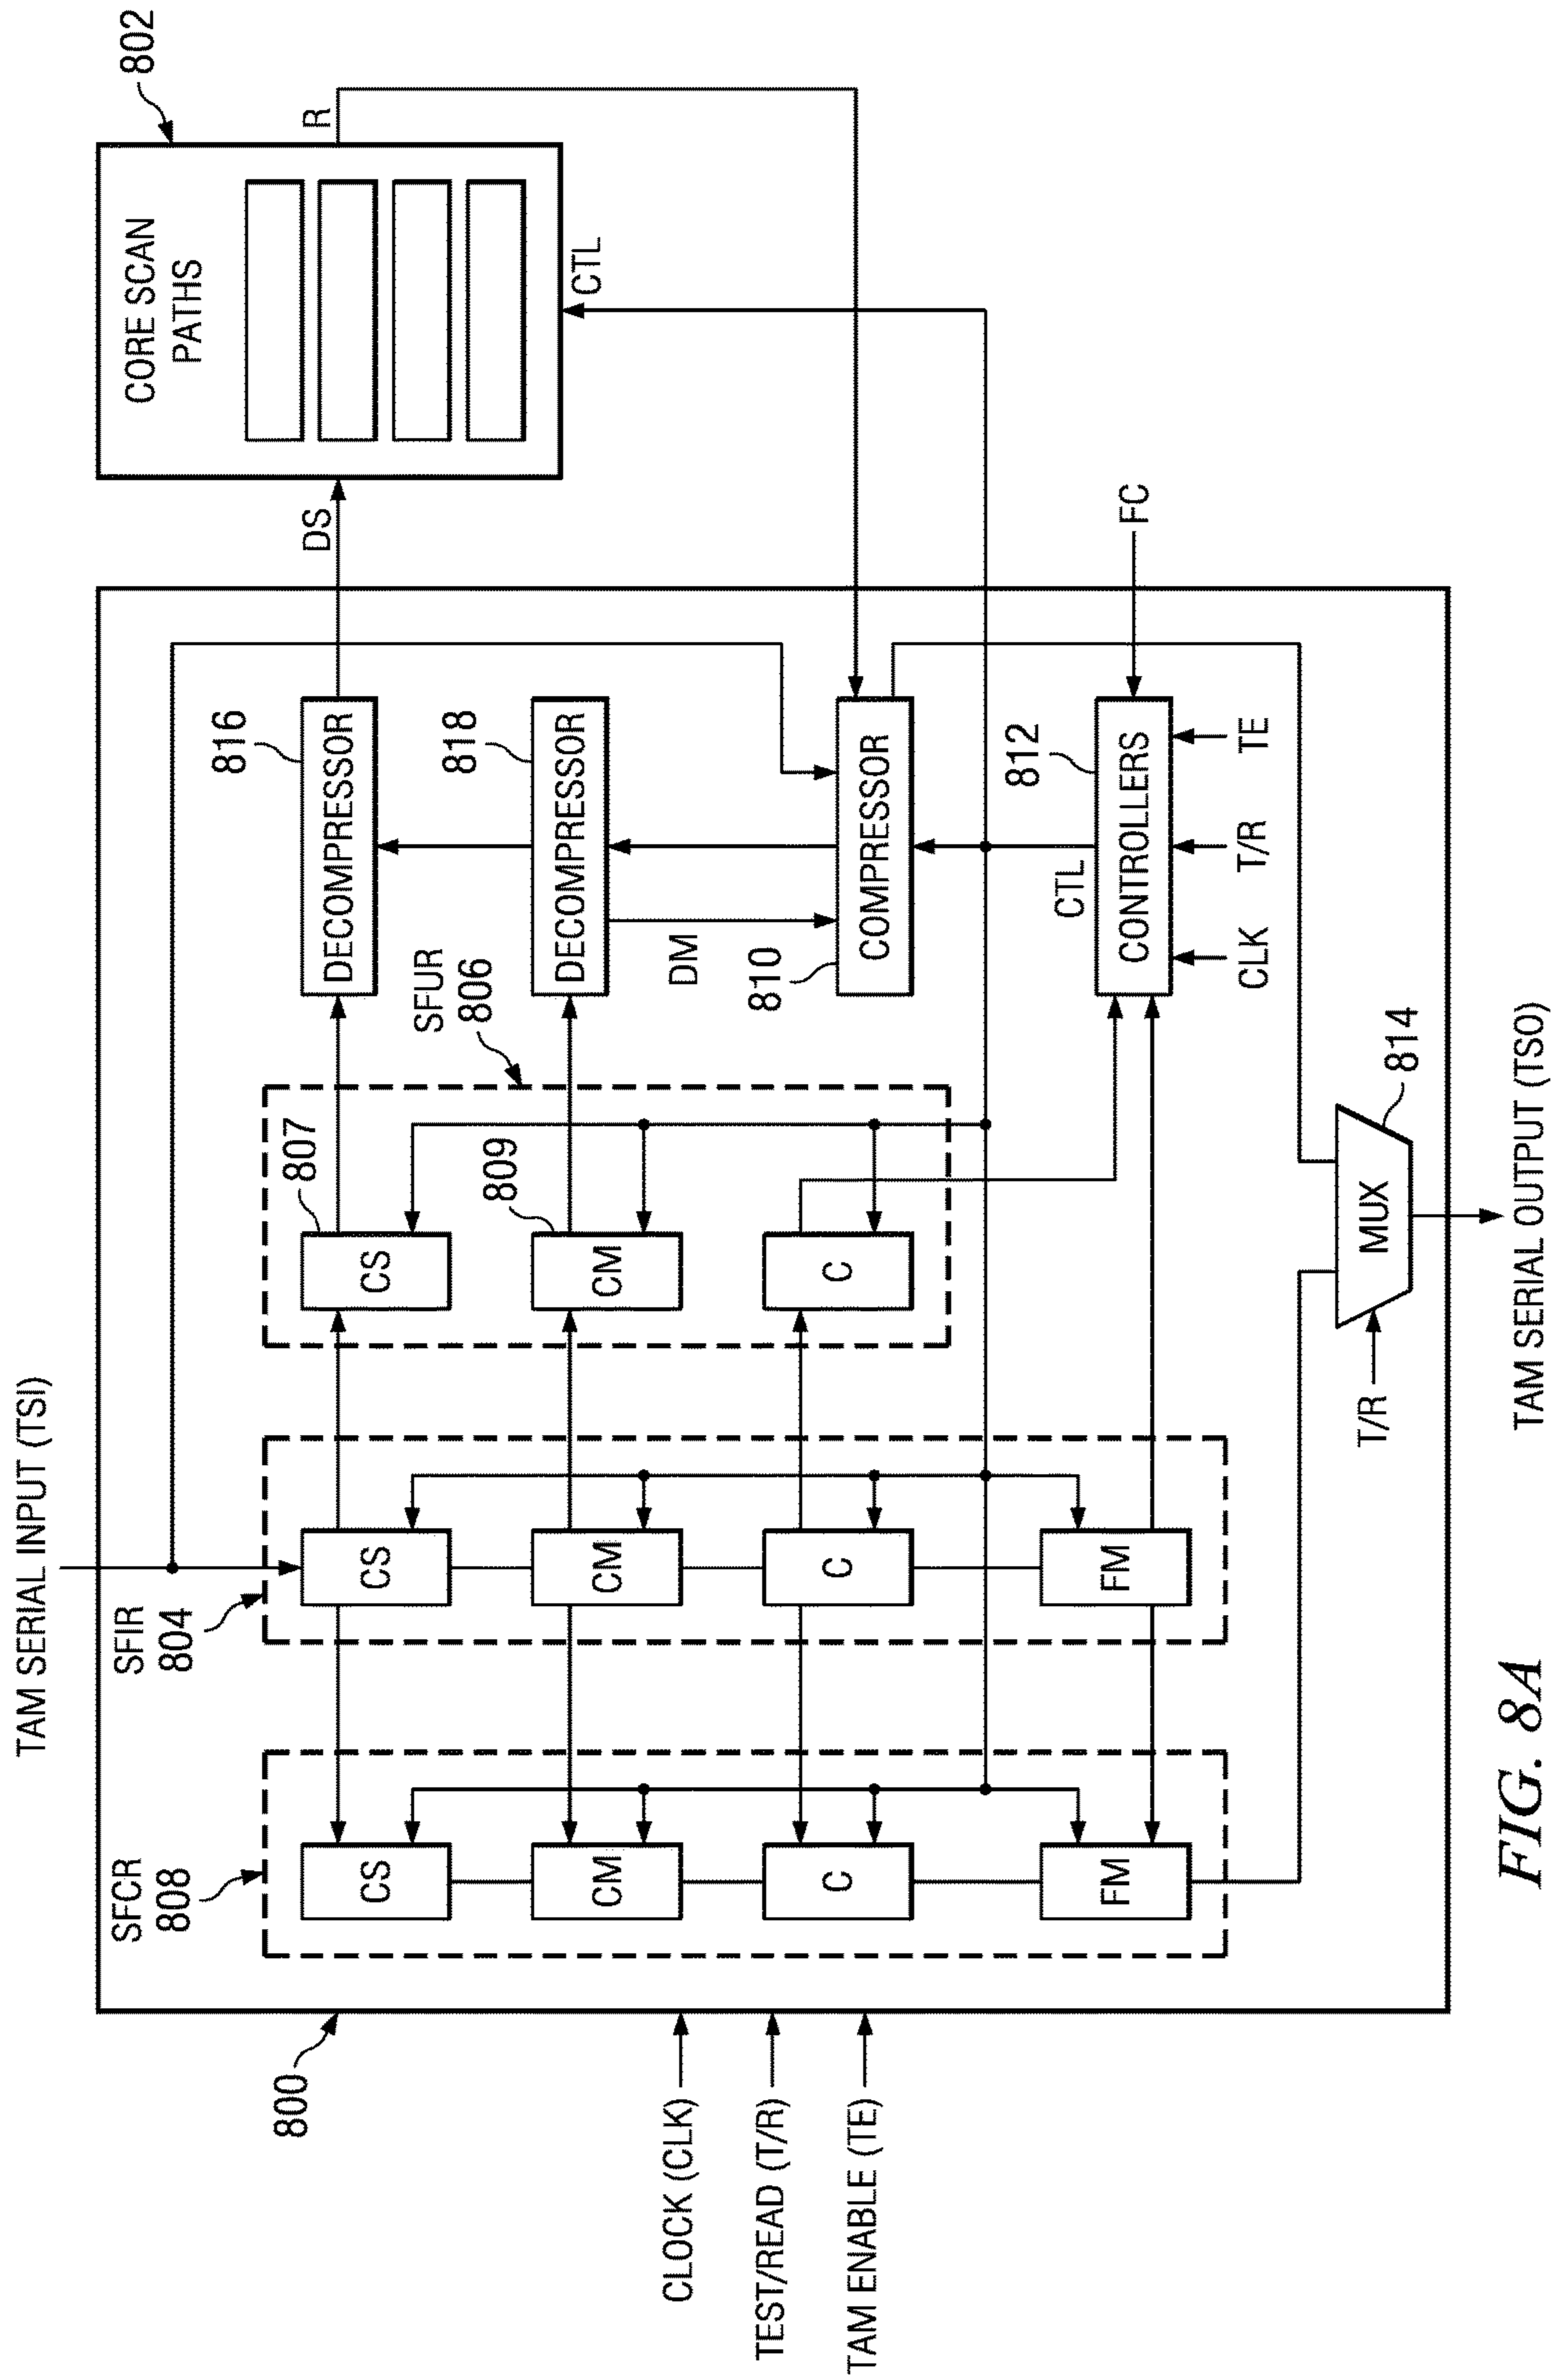 TAM SERIAL INPUT (TSI)
802
CORE SCAN
PATHS
R
DS
CTL
SFCR
808
SFIR
804
807
816
CS
CS
CS
DECOMPRESSOR
SFUR
806
809
818
CM
CM
CM
DECOMPRESSOR
DM
810
C
C
C
COMPRESSOR
CTL
812
FC
FM
FM
CONTROLLERS
CLK
T/R
TE
T/R
MUX
814
800
CLOCK (CLK)
TEST/READ (T/R)
TAM ENABLE (TE)
TAM SERIAL OUTPUT (TSO)
FIG. 8A